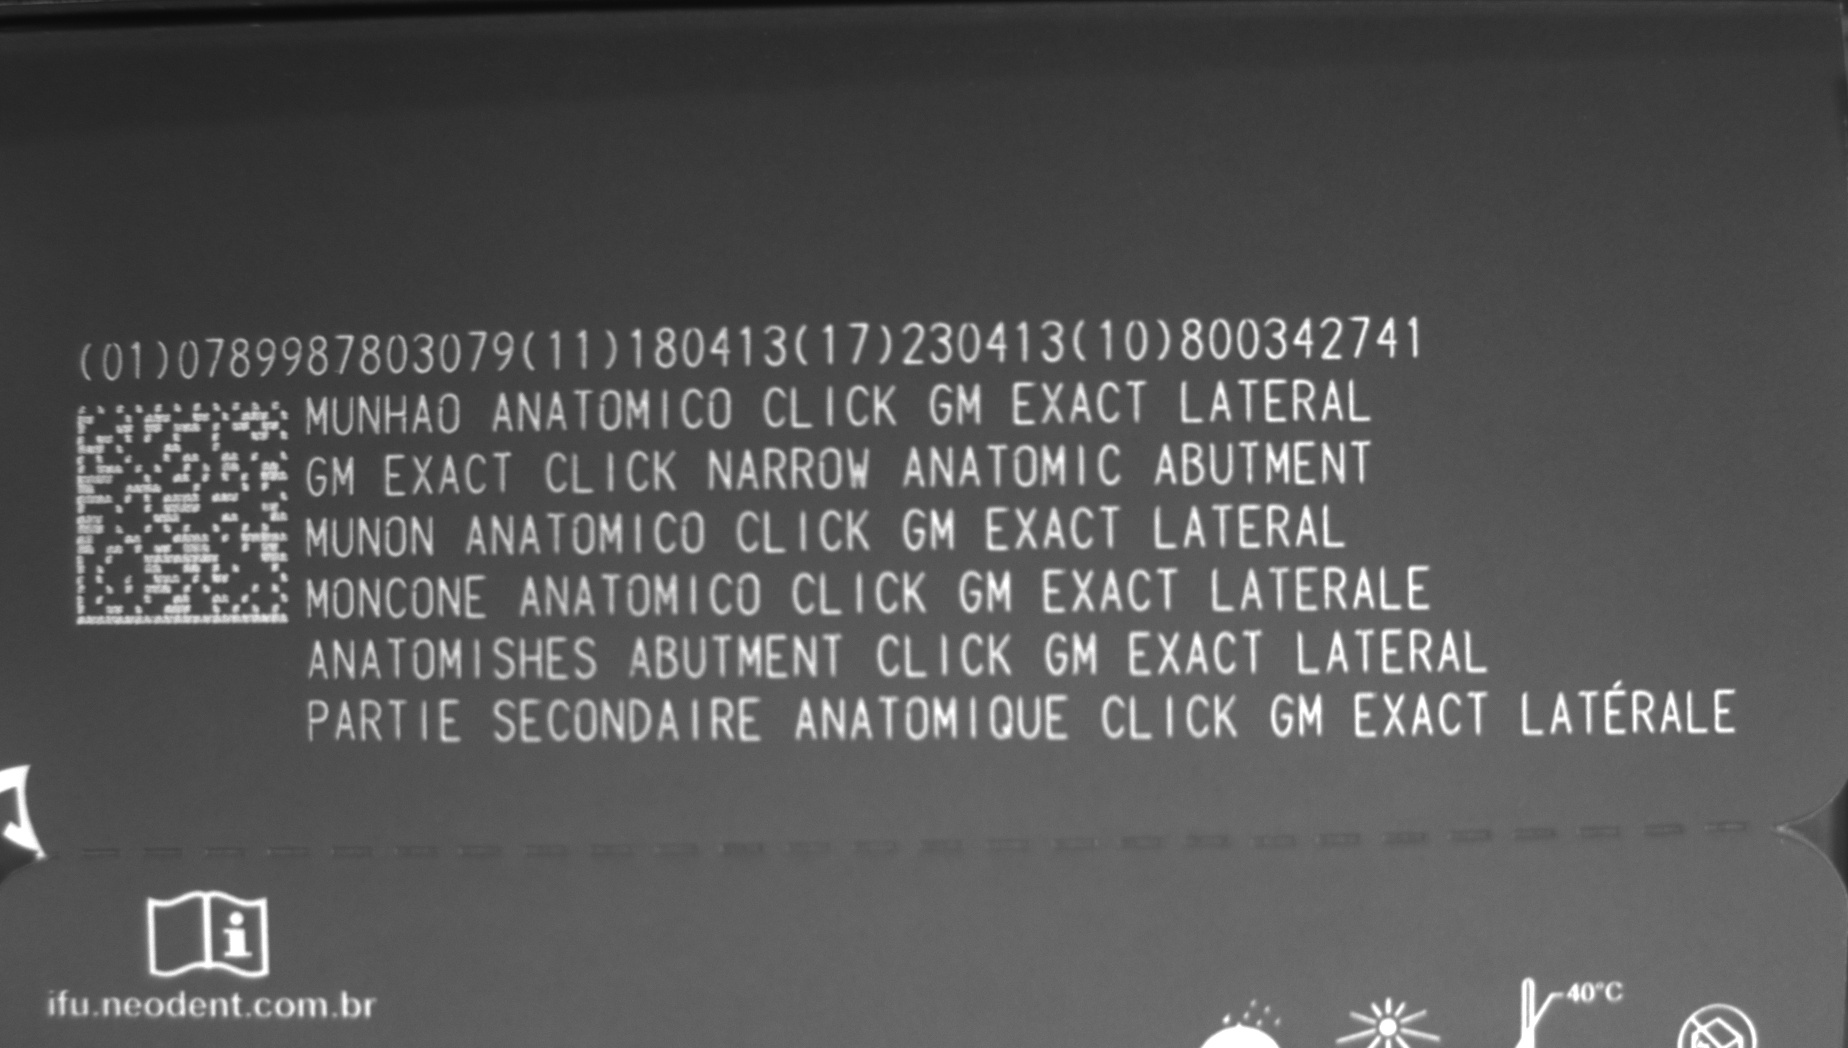 (01)0789987803079(11)180413(17)230413(10)800342741
MUNHAO ANATOMICO CLICK GM EXACT LATERAL
GM EXACT CLICK NARROW ANATOMIC ABUTMENT
MUNON ANATOMICO CLICK GM EXACT LATERAL
MONCONE ANATOMICO CLICK GM EXACT LATERALE
ANATOMISHES ABUTMENT CLICK GM EXACT LATERAL
PARTIE SECONDAIRE ANATOMIQUE CLICK GM EXACT LATÉRALE
ifu.neodent.com.br
40°C